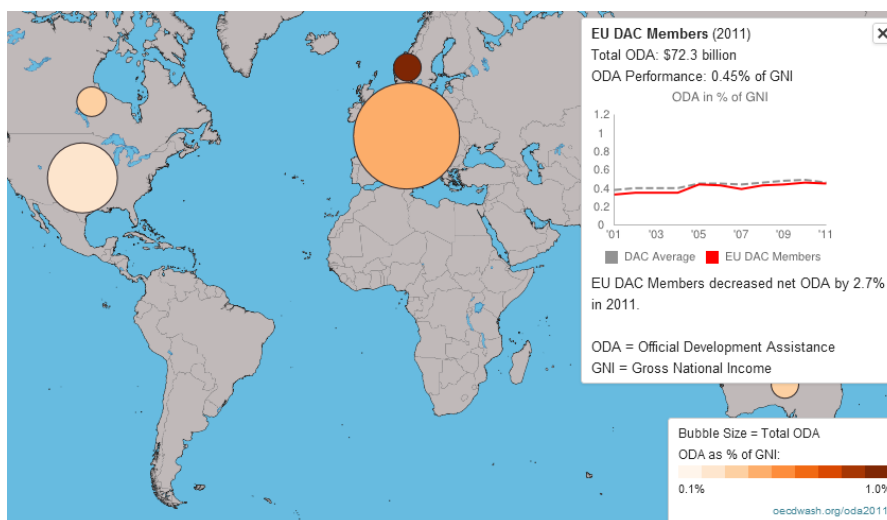 EU DAC Members (2011)
Total ODA: $72.3 billion
ODA Performance: 0.45% of GNI
ODA in % of GNI
1.2
1
0.8
0.6
0.4
0.2
0
'01 '03 '05 '07 '09 '11
DAC Average EU DAC Members
EU DAC Members decreased net ODA by 2.7%
in 2011.
ODA = Official Development Assistance
GNI = Gross National Income
Bubble Size = Total ODA
ODA as % of GNI:
0.1% 1.0%
oecdwash.org/oda2011